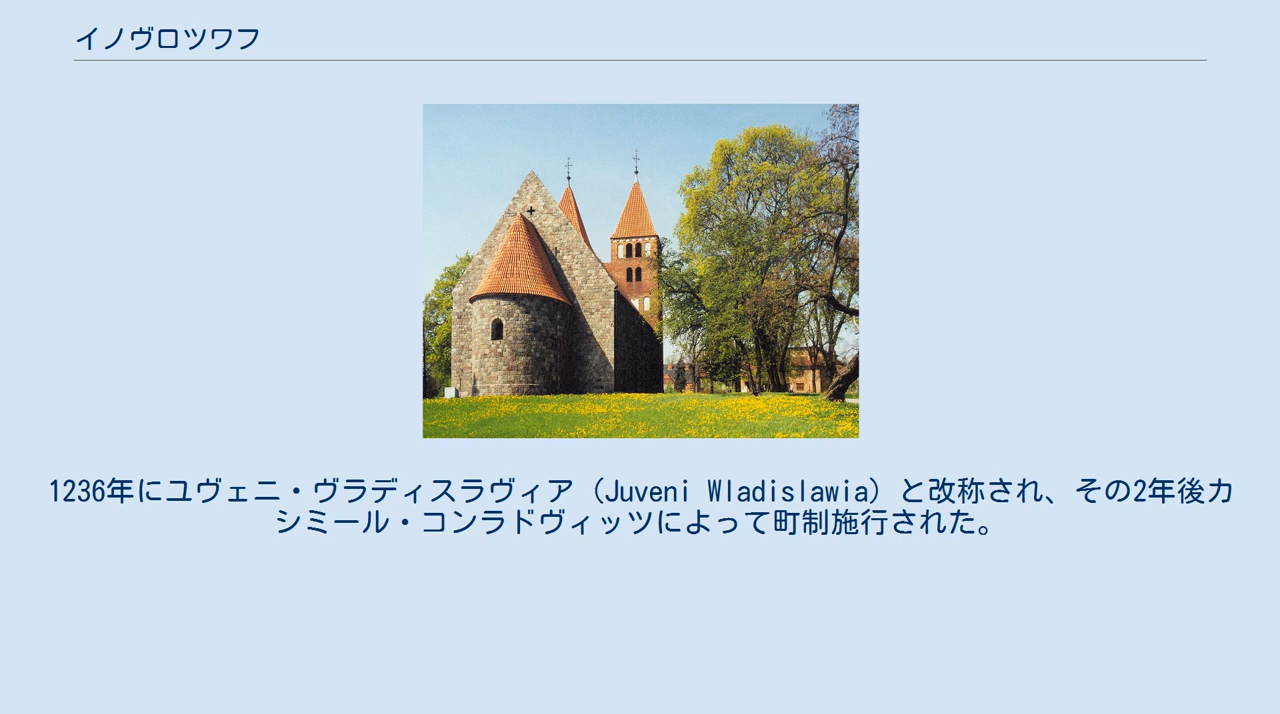 イノヴロツワフ
1236年にユヴェニ・ヴラディスラヴィア（Juveni Wladislawia）と改称され、その2年後カ
シミール・コンラドヴィッツによって町制施行された。